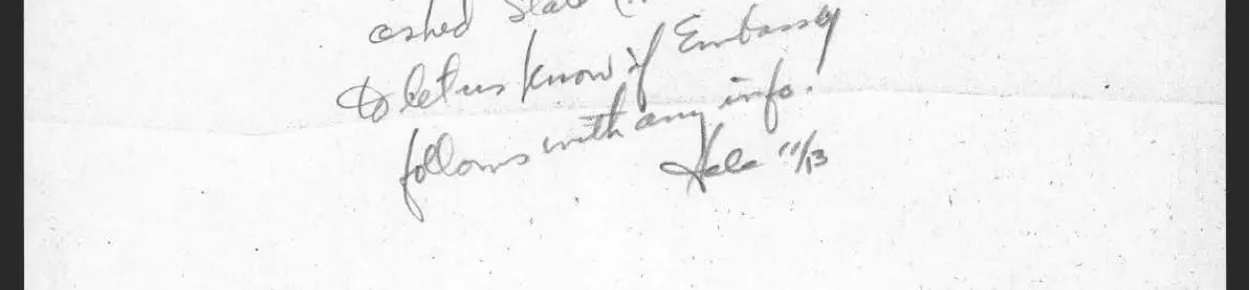 asked State
to let us know if Embassy
follows with any info.
11/13